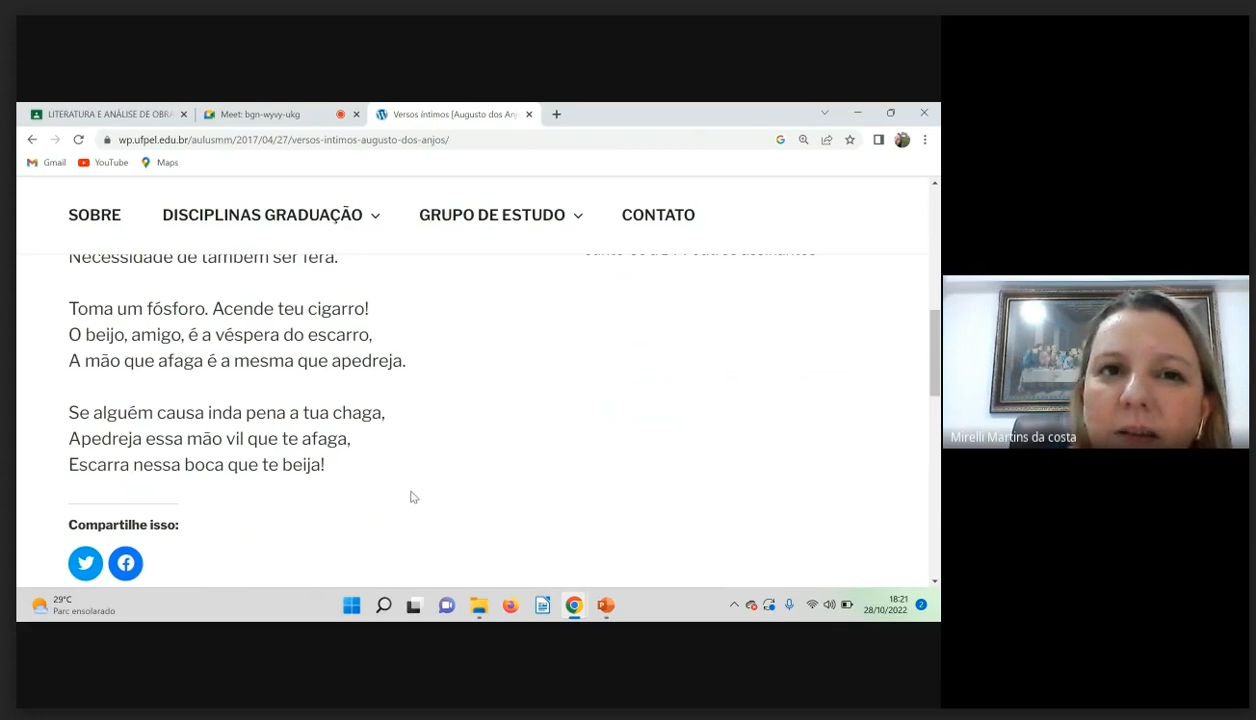 LITERATURA E ANÁLISE DE OBRA
Meet: bgn-wyvy-ukg
Versos íntimos [Augusto dos Anj
wp.ufpel.edu.br/aulusmm/2017/04/27/versos-intimos-augusto-dos-anjos/
Gmail YouTube Maps
SOBRE DISCIPLINAS GRADUAÇÃO GRUPO DE ESTUDO CONTATO
Necessidade de também ser fera.
Toma um fósforo. Acende teu cigarro!
O beijo, amigo, é a véspera do escarro,
A mão que afaga é a mesma que apedreja.
Se alguém causa inda pena a tua chaga,
Apedreja essa mão vil que te afaga,
Escarra nessa boca que te beija!
Compartilhe isso:
Mirelli Martins da costa
29°C
Parc ensolarado
18:21
28/10/2022
2